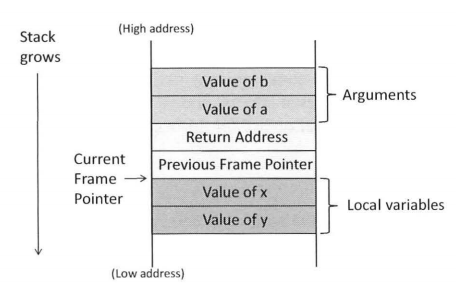 (High address)
Stack
grows
Value of b
Value of a
Arguments
Return Address
Previous Frame Pointer
Current
Frame
Pointer
Value of x
Value of y
Local variables
(Low address)